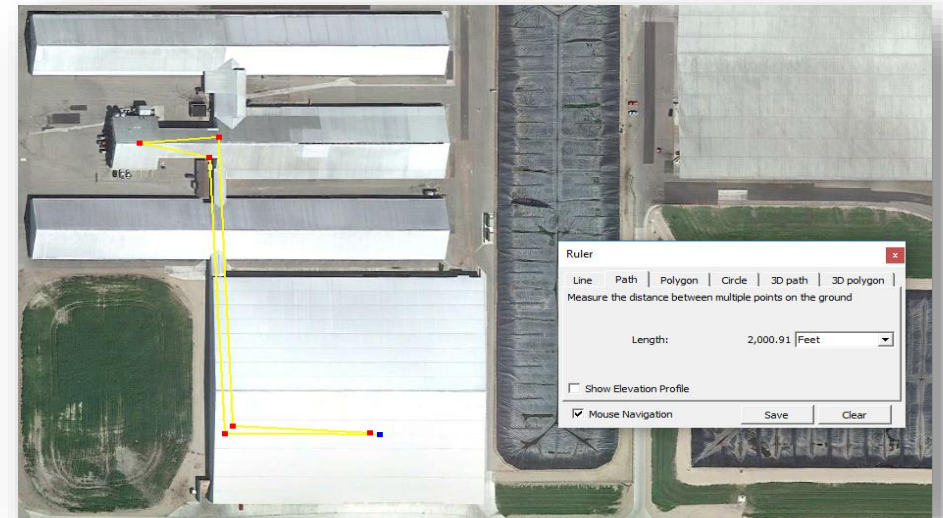 Ruler
x
Line Path Polygon Circle 3D path 3D polygon
Measure the distance between multiple points on the ground
Length: 2,000.91 Feet
Show Elevation Profile
Mouse Navigation Save Clear